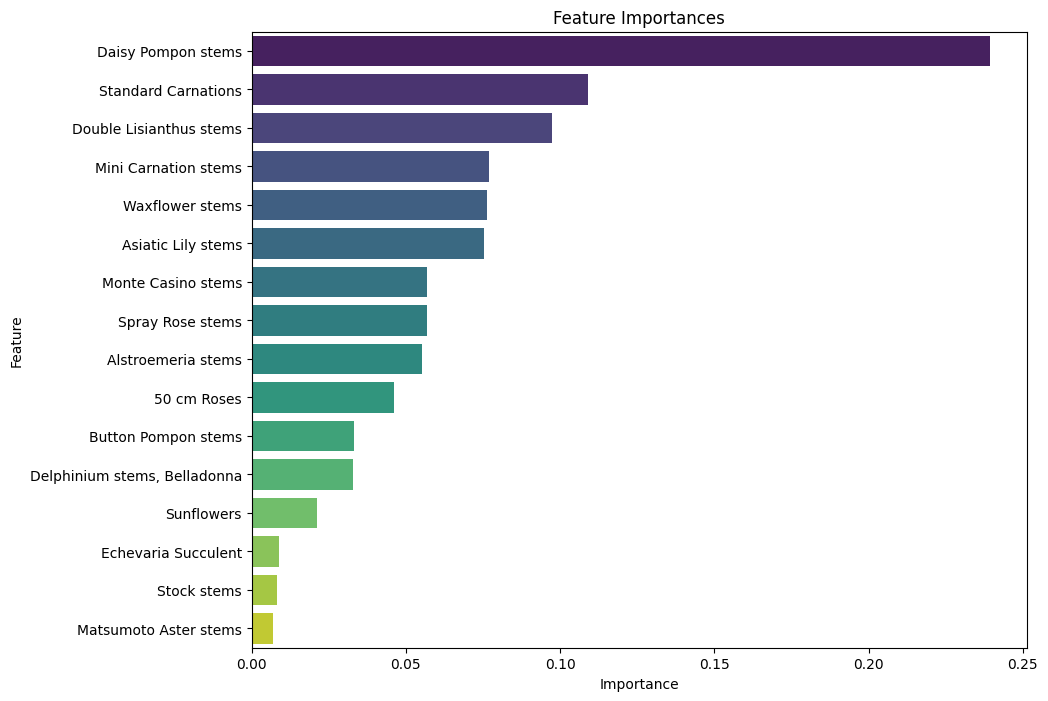 Feature Importances
Daisy Pompon stems
Standard Carnations
Double Lisianthus stems
Mini Carnation stems
Waxflower stems
Asiatic Lily stems
Monte Casino stems
Spray Rose stems
Alstroemeria stems
50 cm Roses
Button Pompon stems
Delphinium stems, Belladonna
Sunflowers
Echevaria Succulent
Stock stems
Matsumoto Aster stems
Feature
0.00 0.05 0.10 0.15 0.20 0.25
Importance